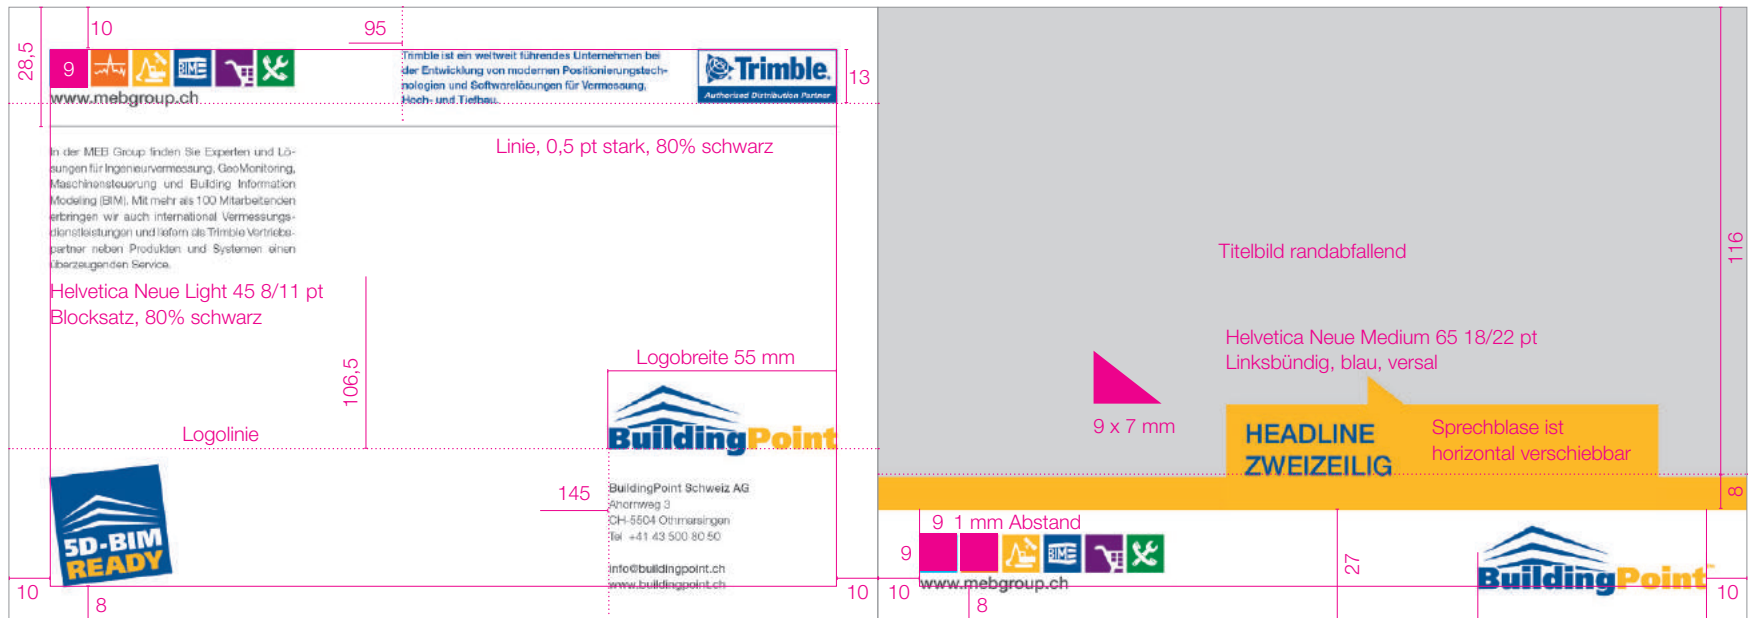 10
95
28,5
9
BIM
www.mebgroup.ch
Trimble ist ein weltweit führendes Unternehmen bei
der Entwicklung von modernen Positionierungstech-
nologien und Softwarelösungen für Vermessung,
Hoch- und Tiefbau.
Trimble.
Authorized Distribution Partner
13
Linie, 0,5 pt stark, 80% schwarz
In der MEB Group finden Sie Experten und Lö-
sungen für Ingenieurvermessung, GeoMonitoring,
Maschinensteuerung und Building Information
Modeling (BIM). Mit mehr als 100 Mitarbeitenden
erbringen wir auch international Vermessungs-
dienstleistungen und liefern als Trimble Vertriebs-
partner neben Produkten und Systemen einen
überzeugenden Service.
Helvetica Neue Light 45 8/11 pt
Blocksatz, 80% schwarz
106,5
Logobreite 55 mm
BuildingPoint
Logolinie
5D-BIM
READY
145
BuildingPoint Schweiz AG
Ahornweg 3
CH-5504 Othmarsingen
Tel +41 43 500 80 50
info@buildingpoint.ch
www.buildingpoint.ch
10
8
10
Titelbild randabfallend
116
Helvetica Neue Medium 65 18/22 pt
Linksbündig, blau, versal
9 x 7 mm
HEADLINE
ZWEIZEILIG
Sprechblase ist
horizontal verschiebbar
8
9 1 mm Abstand
9
BIM
www.mebgroup.ch
27
BuildingPoint
10
8
10